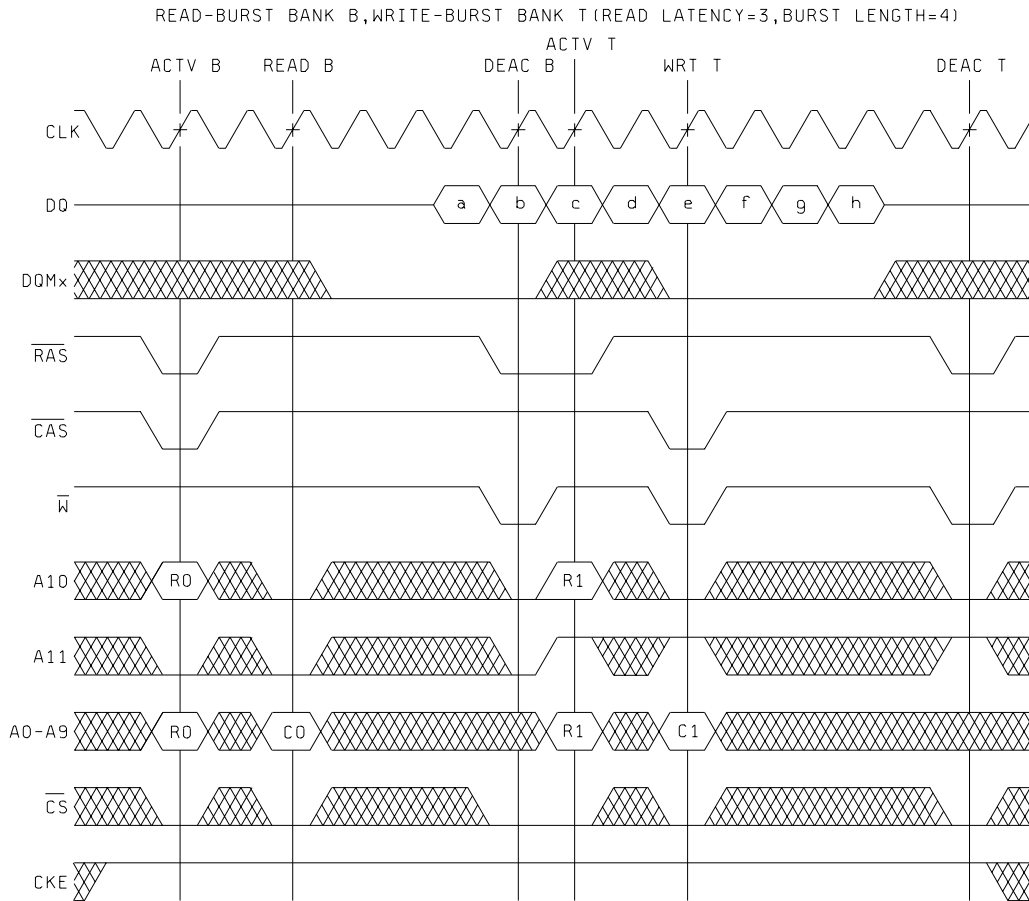 READ-BURST BANK B,WRITE-BURST BANK T(READ LATENCY=3,BURST LENGTH=4)
ACTV T
ACTV B READ B DEAC B WRT T DEAC T
CLK
DQ a b c d e f g h
DQMx
RAS
CAS
W
A10 R0 R1
A11
A0-A9 R0 C0 R1 C1
CS
CKE